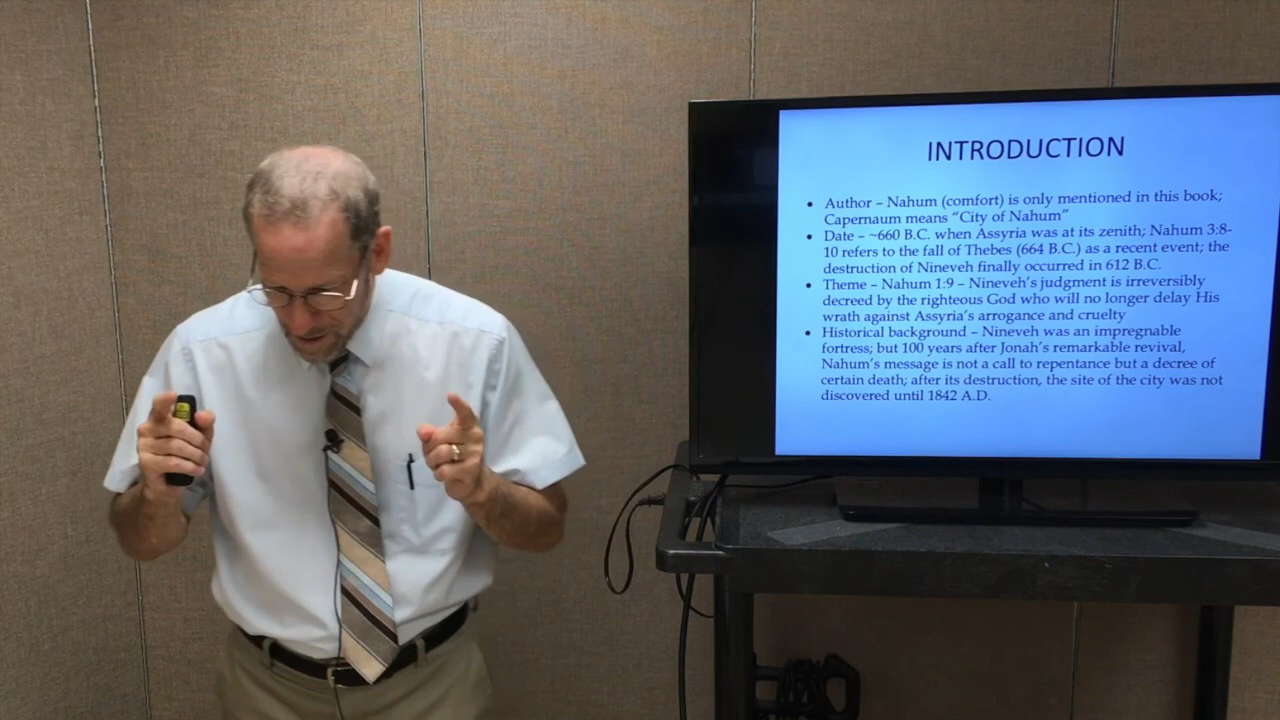 INTRODUCTION
• Author – Nahum (comfort) is only mentioned in this book;
Capernaum means “City of Nahum”
• Date – ~660 B.C. when Assyria was at its zenith; Nahum 3:8-
10 refers to the fall of Thebes (664 B.C.) as a recent event; the
destruction of Nineveh finally occurred in 612 B.C.
• Theme – Nahum 1:9 – Nineveh’s judgment is irreversibly
decreed by the righteous God who will no longer delay His
wrath against Assyria’s arrogance and cruelty
• Historical background – Nineveh was an impregnable
fortress; but 100 years after Jonah’s remarkable revival,
Nahum’s message is not a call to repentance but a decree of
certain death; after its destruction, the site of the city was not
discovered until 1842 A.D.